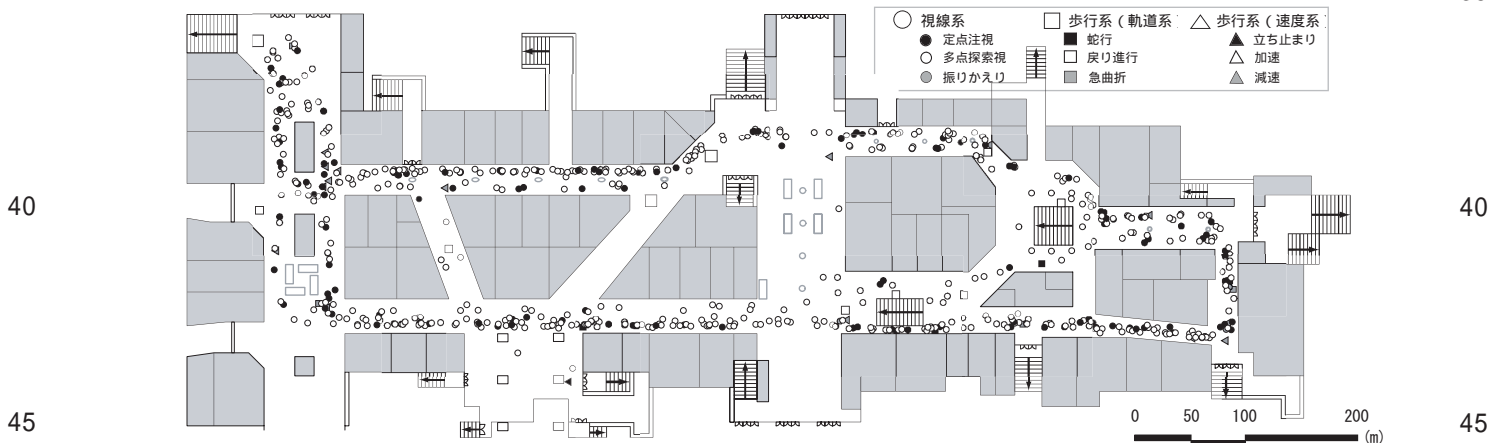 視線系 歩行系（軌道系） 歩行系（速度系
定点注視 蛇行 立ち止まり
多点探索視 戻り進行 加速
振りかえり 急曲折 減速
40 40
0 50 100 200
(m)
45 45